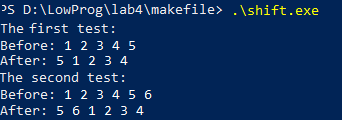 PS D:\LowProg\lab4\makefile> .\shift.exe
The first test:
Before: 1 2 3 4 5
After: 5 1 2 3 4
The second test:
Before: 1 2 3 4 5 6
After: 5 6 1 2 3 4